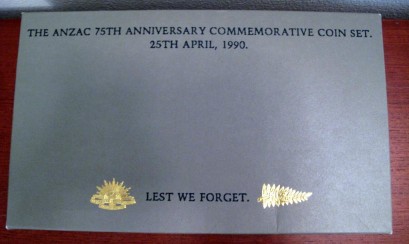 THE ANZAC 75TH ANNIVERSARY COMMEMORATIVE COIN SET.
25TH APRIL, 1990.
LEST WE FORGET.